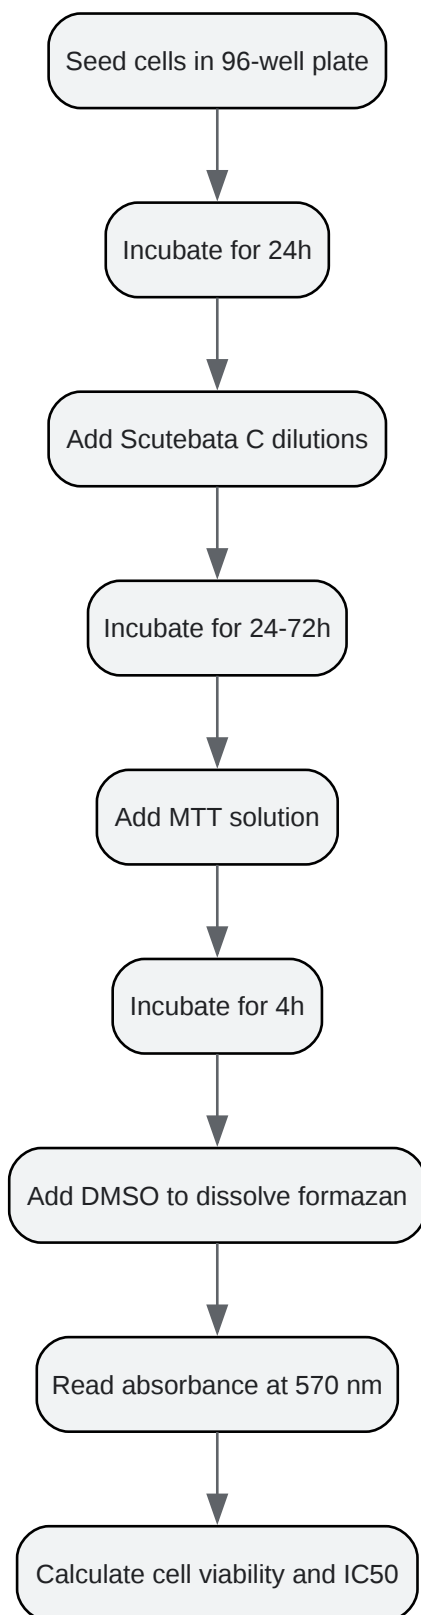 Seed cells in 96-well plate
Incubate for 24h
Add Scutebata C dilutions
Incubate for 24-72h
Add MTT solution
Incubate for 4h
Add DMSO to dissolve formazan
Read absorbance at 570 nm
Calculate cell viability and IC50